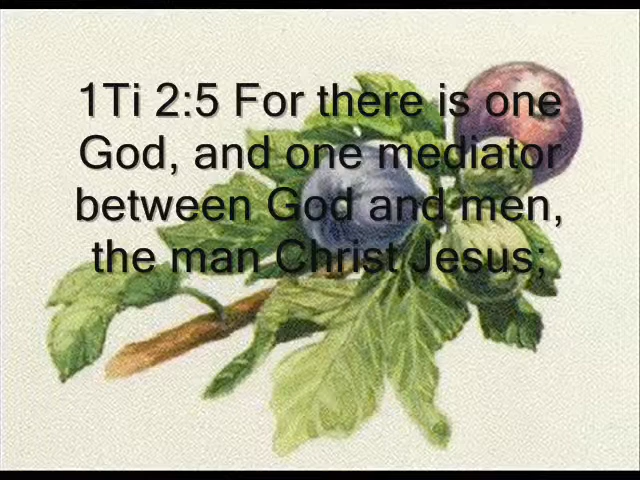 1Ti 2:5 For there is one
God, and one mediator
between God and men,
the man Christ Jesus;